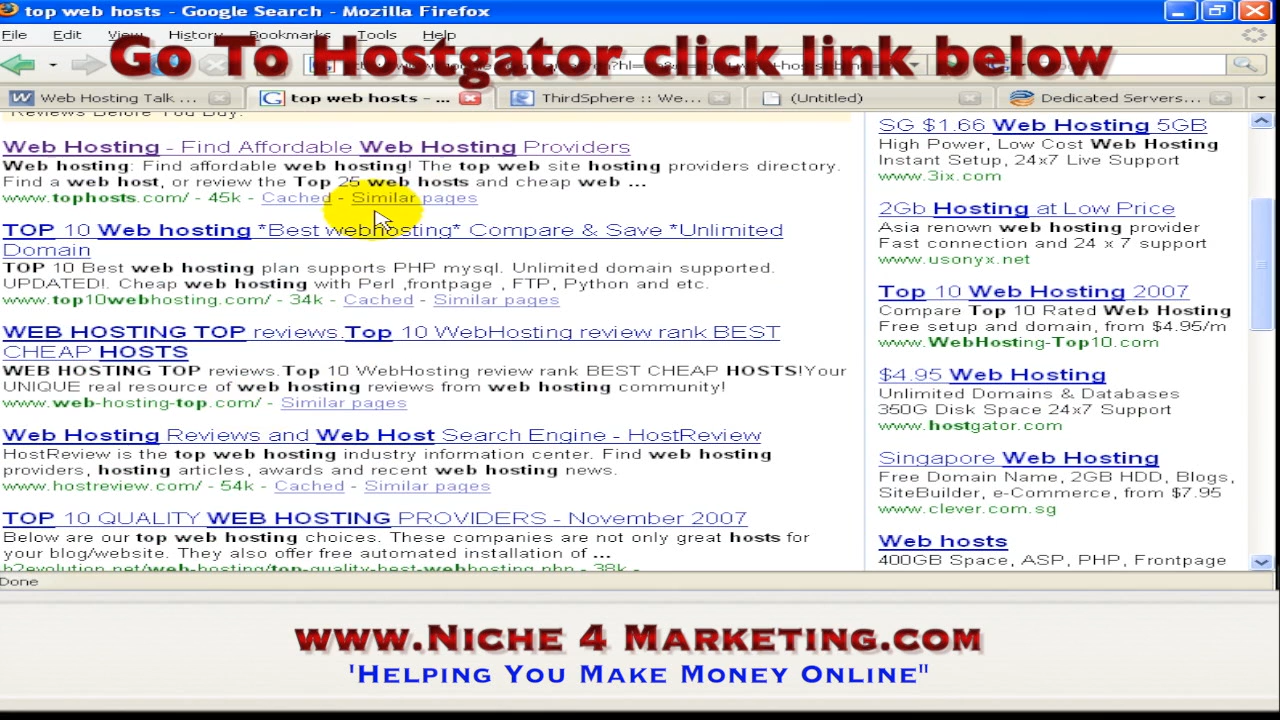 top web hosts - Google Search - Mozilla Firefox
File Edit View History Bookmarks Tools Help
Go To Hostgator click link below
Web Hosting Talk ... top web hosts - ... ThirdSphere :: We... (Untitled) Dedicated Servers...
Reviews Before You Buy.
Web Hosting - Find Affordable Web Hosting Providers
Web hosting: Find affordable web hosting! The top web site hosting providers directory.
Find a web host, or review the Top 25 web hosts and cheap web ...
www.tophosts.com/ - 45k - Cached - Similar pages
TOP 10 Web hosting *Best webhosting* Compare & Save *Unlimited
Domain
TOP 10 Best web hosting plan supports PHP mysql. Unlimited domain supported.
UPDATED!. Cheap web hosting with Perl ,frontpage , FTP, Python and etc.
www.top10webhosting.com/ - 34k - Cached - Similar pages
WEB HOSTING TOP reviews.Top 10 WebHosting review rank BEST
CHEAP HOSTS
WEB HOSTING TOP reviews.Top 10 WebHosting review rank BEST CHEAP HOSTS!Your
UNIQUE real resource of web hosting reviews from web hosting community!
www.web-hosting-top.com/ - Similar pages
Web Hosting Reviews and Web Host Search Engine - HostReview
HostReview is the top web hosting industry information center. Find web hosting
providers, hosting articles, awards and recent web hosting news.
www.hostreview.com/ - 54k - Cached - Similar pages
TOP 10 QUALITY WEB HOSTING PROVIDERS - November 2007
Below are our top web hosting choices. These companies are not only great hosts for
your blog/website. They also offer free automated installation of ...
b2evolution.net/web-hosting/top-quality-best-webhosting.php - 38k -
SG $1.66 Web Hosting 5GB
High Power, Low Cost Web Hosting
Instant Setup, 24x7 Live Support
www.3ix.com
2Gb Hosting at Low Price
Asia renown web hosting provider
Fast connection and 24 x 7 support
www.usonyx.net
Top 10 Web Hosting 2007
Compare Top 10 Rated Web Hosting
Free setup and domain, from $4.95/m
www.WebHosting-Top10.com
$4.95 Web Hosting
Unlimited Domains & Databases
350G Disk Space 24x7 Support
www.hostgator.com
Singapore Web Hosting
Free Domain Name, 2GB HDD, Blogs,
SiteBuilder, e-Commerce, from $7.95
www.clever.com.sg
Web hosts
400GB Space, ASP, PHP, Frontpage
Done
www.Niche 4 Marketing.com
'Helping You Make Money Online"